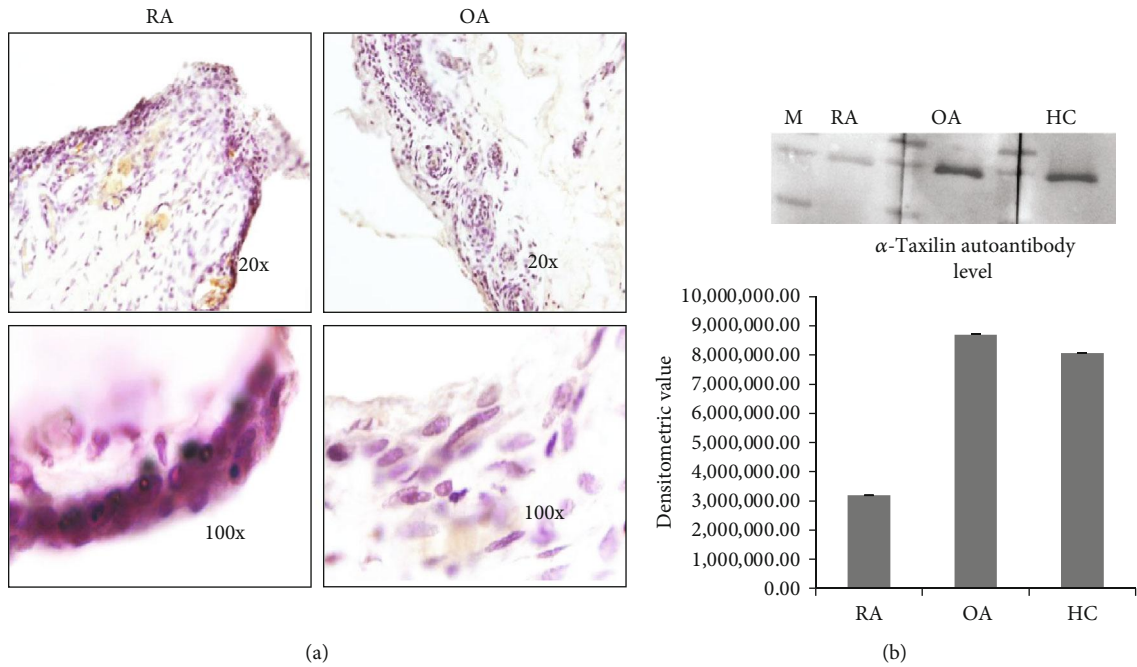 RA
OA
20x
20x
100x
100x
(a)
M
RA
OA
HC
α-Taxilin autoantibody
level
Densitometric value
10,000,000.00
9,000,000.00
8,000,000.00
7,000,000.00
6,000,000.00
5,000,000.00
4,000,000.00
3,000,000.00
2,000,000.00
1,000,000.00
0.00
RA
OA
HC
(b)